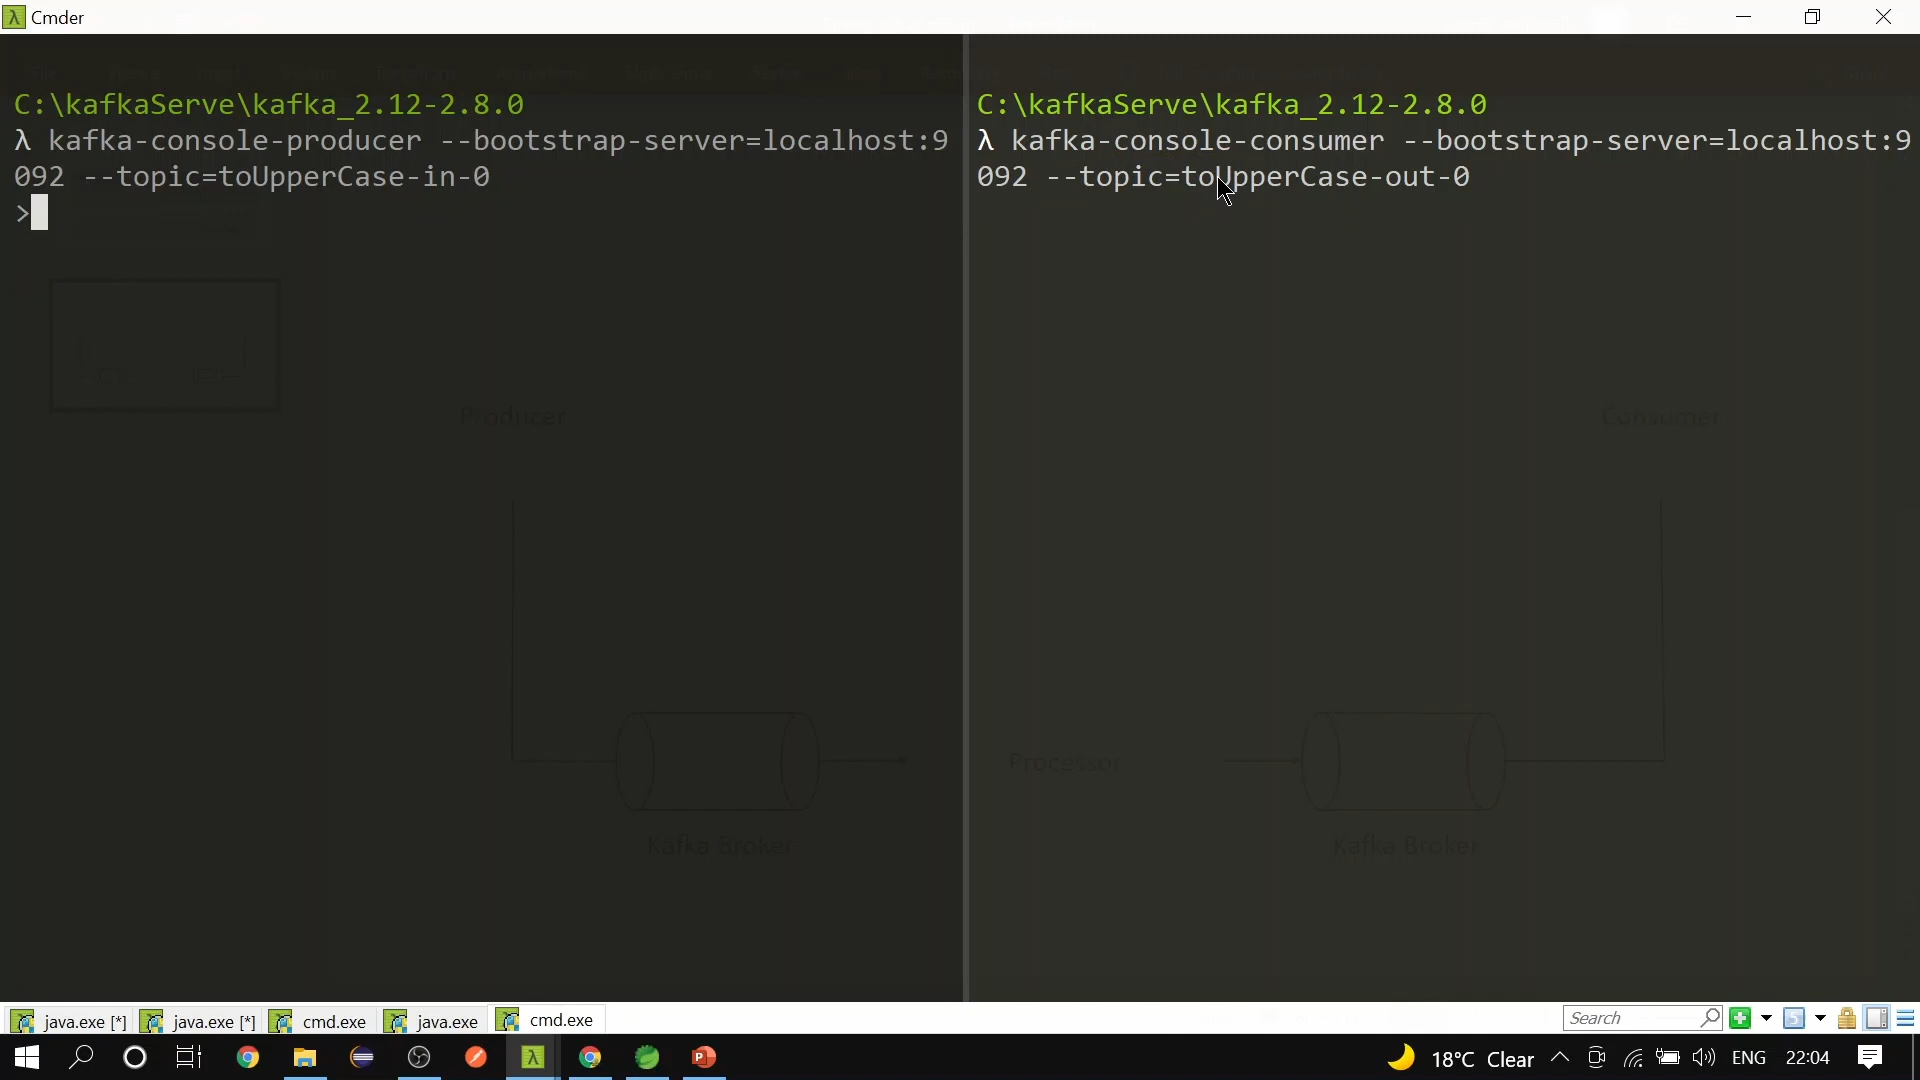 Cmder
C:\kafkaServe\kafka_2.12-2.8.0
λ kafka-console-producer --bootstrap-server=localhost:9
092 --topic=toUpperCase-in-0
>
C:\kafkaServe\kafka_2.12-2.8.0
λ kafka-console-consumer --bootstrap-server=localhost:9
092 --topic=toUpperCase-out-0
Producer
Consumer
Processor
Kafka Broker
Kafka Broker
java.exe [*]
java.exe [*]
cmd.exe
java.exe
cmd.exe
Search
18°C Clear
ENG
22:04